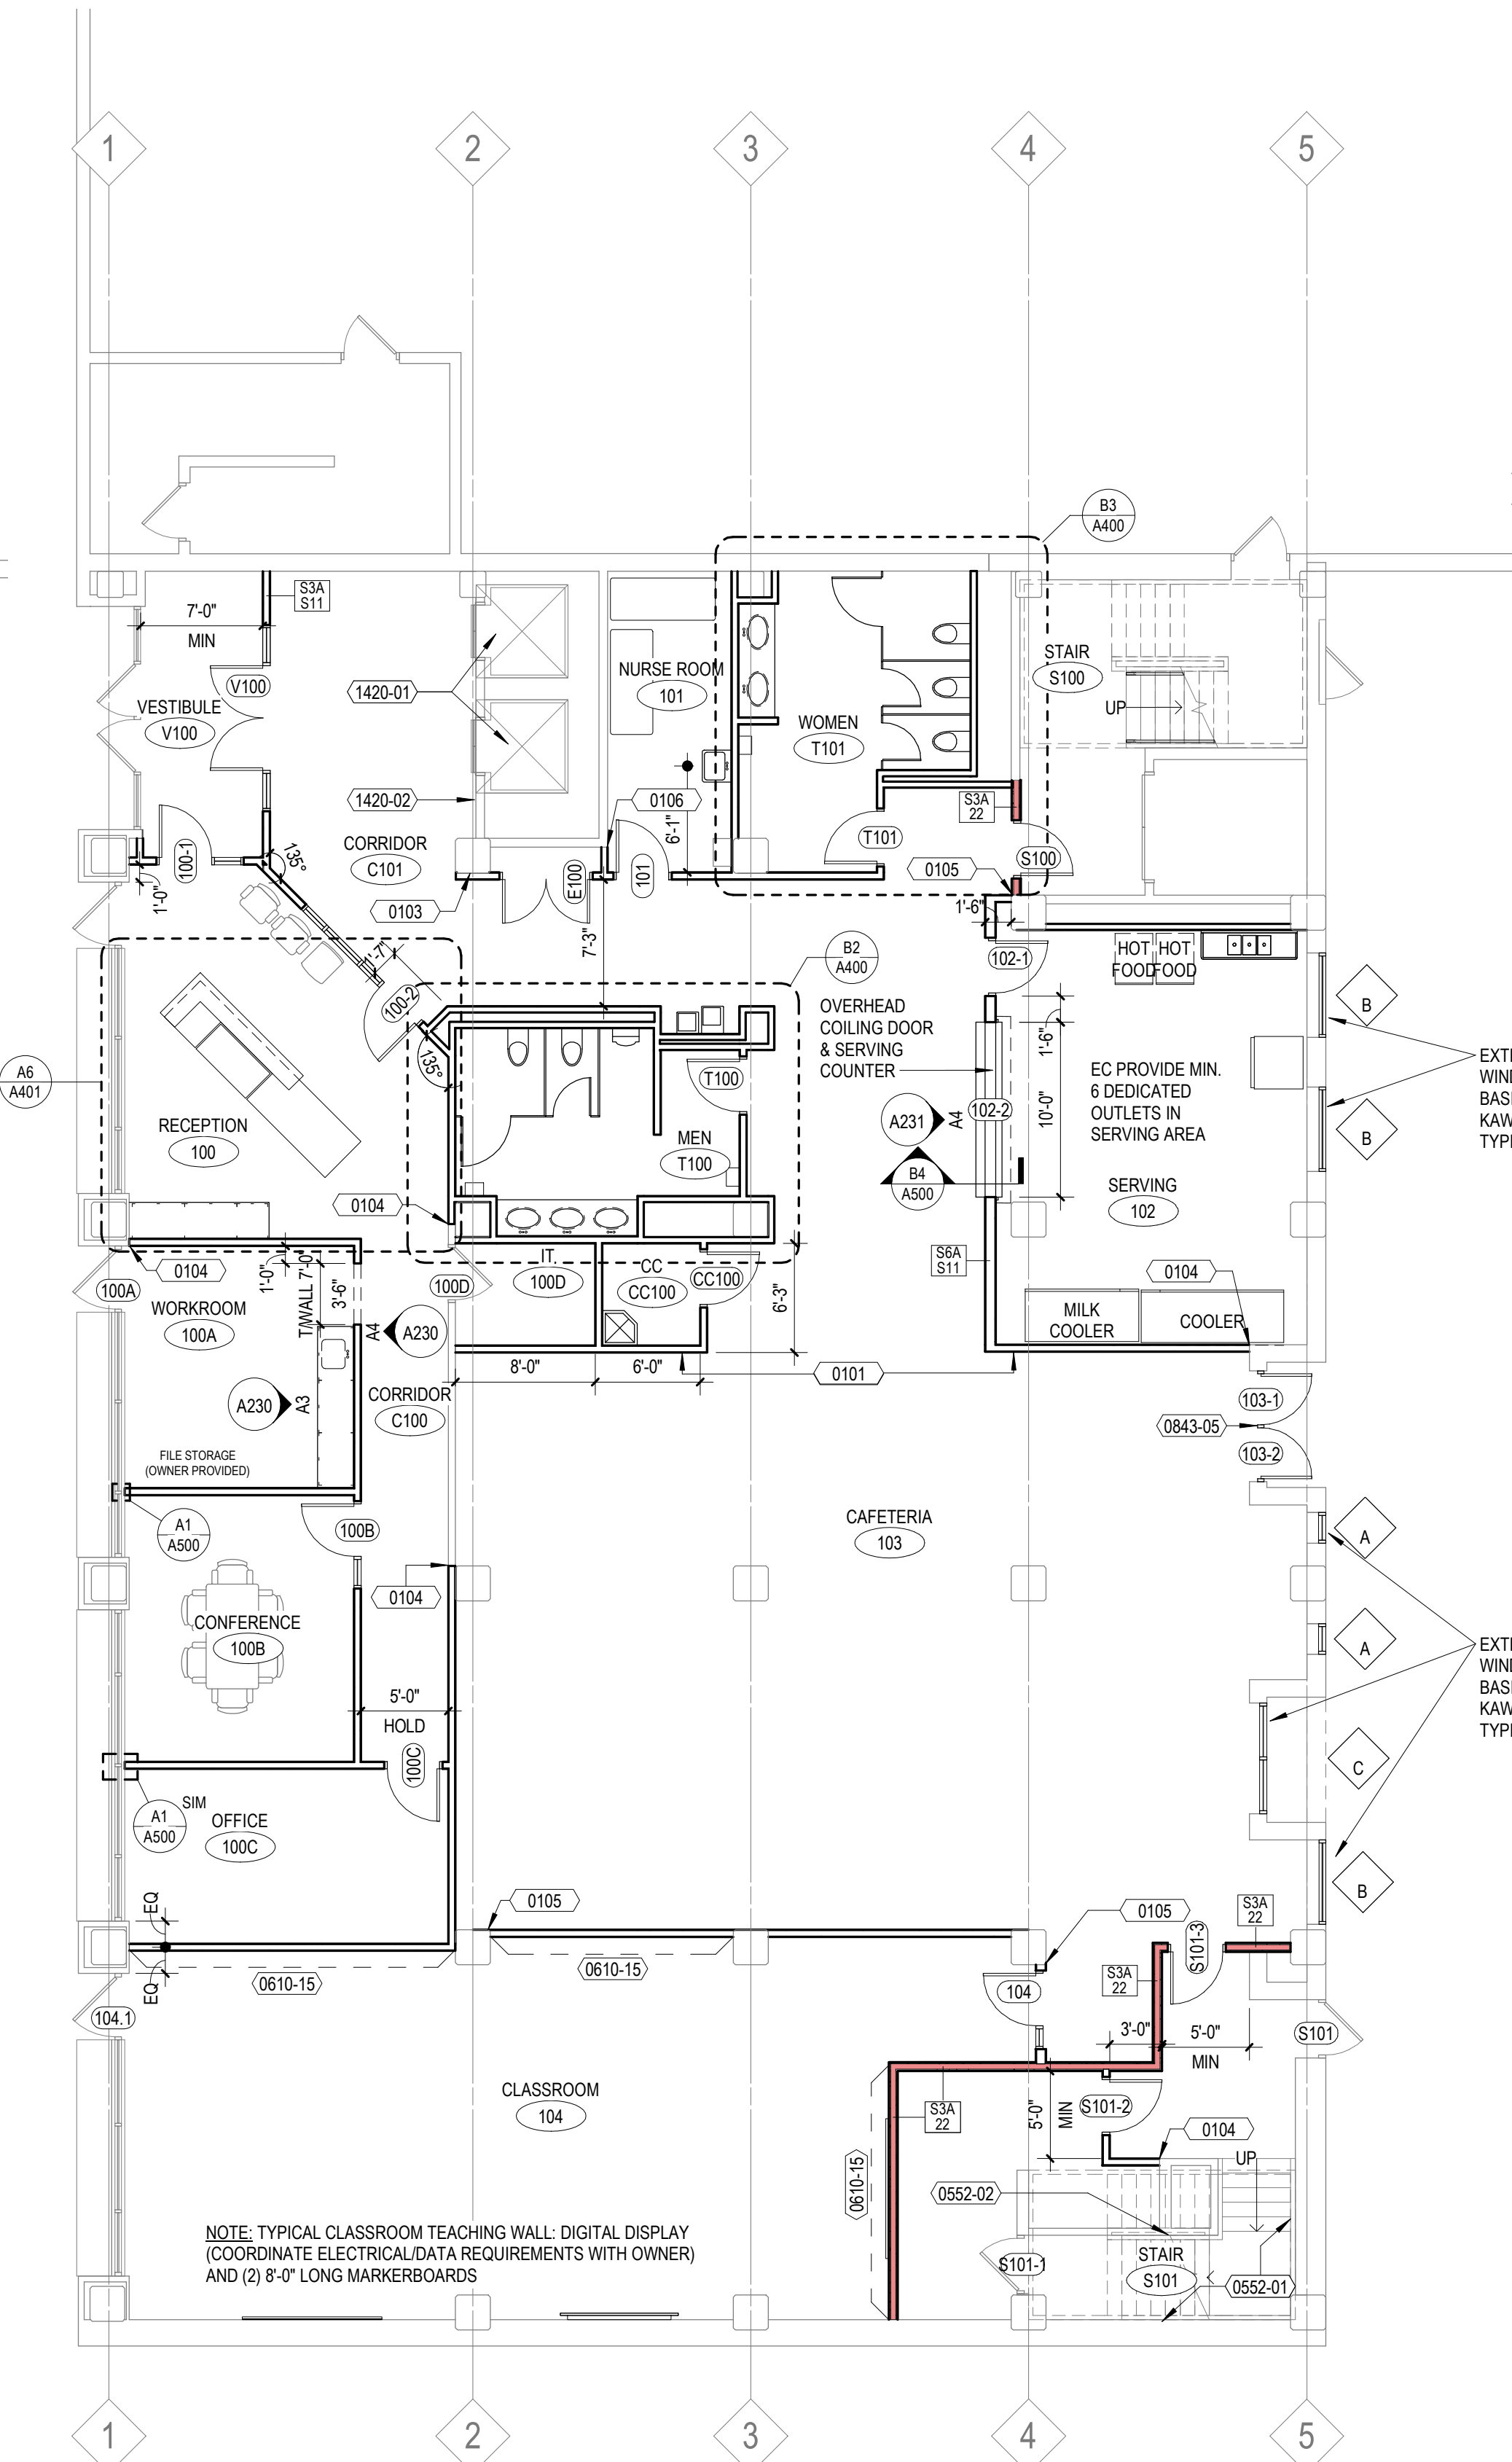 1
2
3
4
5
B3
A400
S3A
S11
7'-0"
MIN
V100
VESTIBULE
V100
1420-01
NURSE ROOM
101
WOMEN
T101
STAIR
S100
UP
1420-02
0106
6'-1"
S3A
22
T101
S100
0105
CORRIDOR
C101
100-1
135°
1'-0"
0103
E100
101
1'-6"
7'-3"
1'-7"
100-2
135°
B2
A400
102-1
HOT
FOOD
HOT
FOOD
B
OVERHEAD
COILING DOOR
& SERVING
COUNTER
1'-6"
10'-0"
EC PROVIDE MIN.
6 DEDICATED
OUTLETS IN
SERVING AREA
A6
A401
T100
102-2
A231
A4
B
RECEPTION
100
MEN
T100
B4
A500
SERVING
102
0104
S6A
S11
IT.
100D
CC
CC100
CC100
100D
6'-3"
0104
100A
0104
1'-0"
T/WALL 7'-0"
3'-6"
WORKROOM
100A
A4
A230
MILK
COOLER
COOLER
8'-0"
6'-0"
0101
A230
A3
CORRIDOR
C100
103-1
0843-05
103-2
FILE STORAGE
(OWNER PROVIDED)
A1
A500
100B
CAFETERIA
103
A
0104
CONFERENCE
100B
A
5'-0"
HOLD
100C
C
SIM
A1
A500
OFFICE
100C
B
EQ
EQ
0105
0105
S3A
22
S101-3
0610-15
0610-15
S3A
22
104
104.1
3'-0"
5'-0"
MIN
S101
CLASSROOM
104
S3A
22
5'-0"
MIN
S101-2
0104
UP
0610-15
0552-02
NOTE: TYPICAL CLASSROOM TEACHING WALL: DIGITAL DISPLAY
(COORDINATE ELECTRICAL/DATA REQUIREMENTS WITH OWNER)
AND (2) 8'-0" LONG MARKERBOARDS
S101-1
STAIR
S101
0552-01
1
2
3
4
5